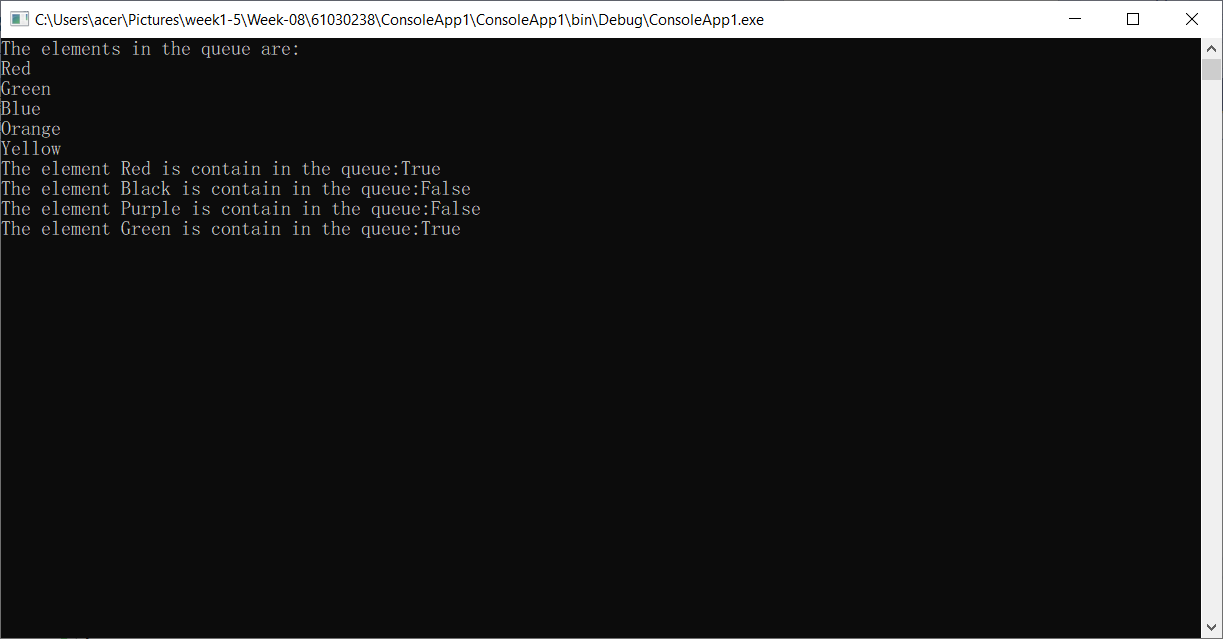 C:\Users\acer\Pictures\week1-5\Week-08\61030238\ConsoleApp1\ConsoleApp1\bin\Debug\ConsoleApp1.exe
The elements in the queue are:
Red
Green
Blue
Orange
Yellow
The element Red is contain in the queue:True
The element Black is contain in the queue:False
The element Purple is contain in the queue:False
The element Green is contain in the queue:True